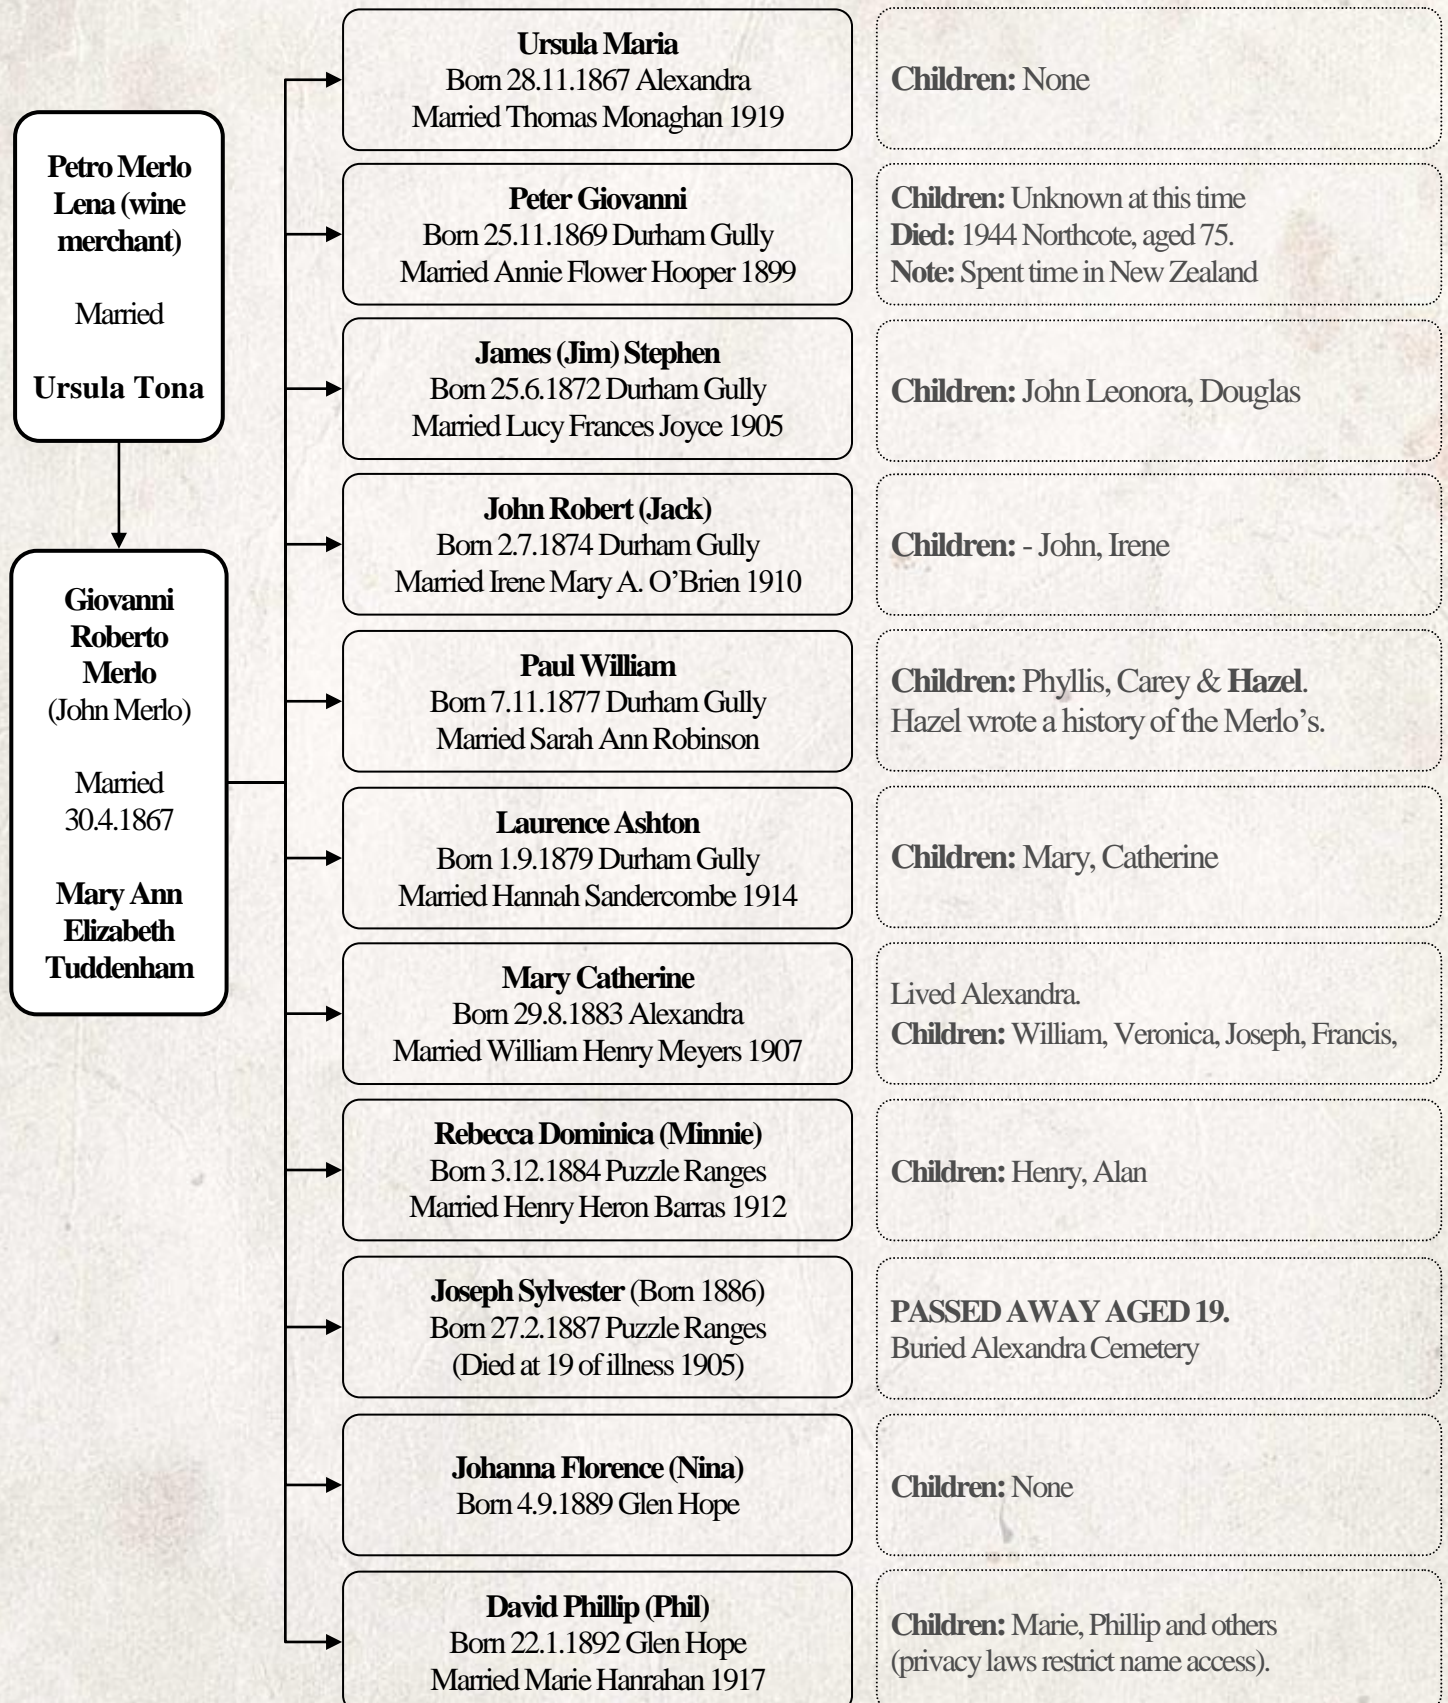 Petro Merlo
Lena (wine
merchant)
Married
Ursula Tona
Giovanni
Roberto
Merlo
(John Merlo)
Married
30.4.1867
Mary Ann
Elizabeth
Tuddenham
Ursula Maria
Born 28.11.1867 Alexandra
Married Thomas Monaghan 1919
Children: None
Peter Giovanni
Born 25.11.1869 Durham Gully
Married Annie Flower Hooper 1899
Children: Unknown at this time
Died: 1944 Northcote, aged 75.
Note: Spent time in New Zealand
James (Jim) Stephen
Born 25.6.1872 Durham Gully
Married Lucy Frances Joyce 1905
Children: John Leonora, Douglas
John Robert (Jack)
Born 2.7.1874 Durham Gully
Married Irene Mary A. O’Brien 1910
Children: - John, Irene
Paul William
Born 7.11.1877 Durham Gully
Married Sarah Ann Robinson
Children: Phyllis, Carey & Hazel.
Hazel wrote a history of the Merlo’s.
Laurence Ashton
Born 1.9.1879 Durham Gully
Married Hannah Sandercombe 1914
Children: Mary, Catherine
Mary Catherine
Born 29.8.1883 Alexandra
Married William Henry Meyers 1907
Lived Alexandra.
Children: William, Veronica, Joseph, Francis,
Rebecca Dominica (Minnie)
Born 3.12.1884 Puzzle Ranges
Married Henry Heron Barras 1912
Children: Henry, Alan
Joseph Sylvester (Born 1886)
Born 27.2.1887 Puzzle Ranges
(Died at 19 of illness 1905)
PASSED AWAY AGED 19.
Buried Alexandra Cemetery
Johanna Florence (Nina)
Born 4.9.1889 Glen Hope
Children: None
David Phillip (Phil)
Born 22.1.1892 Glen Hope
Married Marie Hanrahan 1917
Children: Marie, Phillip and others
(privacy laws restrict name access).